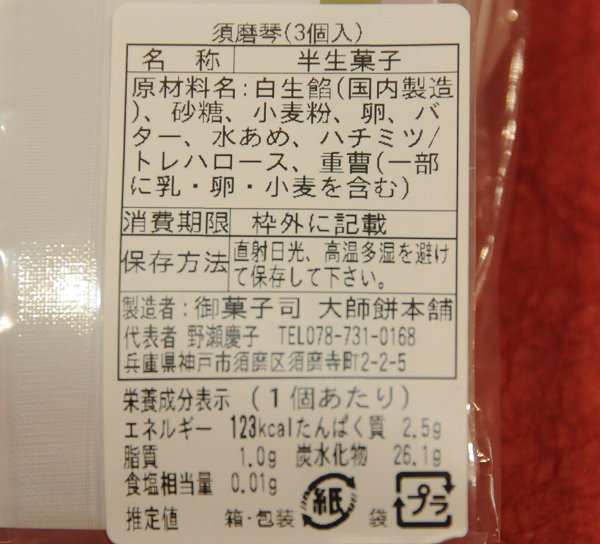 須磨琴(3個入)
名 称 半生菓子
原材料名:白生餡(国内製造
)、砂糖、小麦粉、卵、バ
ター、水あめ、ハチミツ/
トレハロース、重曹(一部
に乳・卵・小麦を含む)
消費期限 枠外に記載
保存方法 直射日光、高温多湿を避け
て保存して下さい。
製造者:御菓子司 大師餅本舗
代表者 野瀬慶子 TEL078-731-0168
兵庫県神戸市須磨区須磨寺町2-2-5
栄養成分表示 (1個あたり)
エネルギー 123kcalたんぱく質 2.5g
脂質 1.0g 炭水化物 26.1g
食塩相当量 0.01g
推定値 箱・包装 紙 袋 プラ